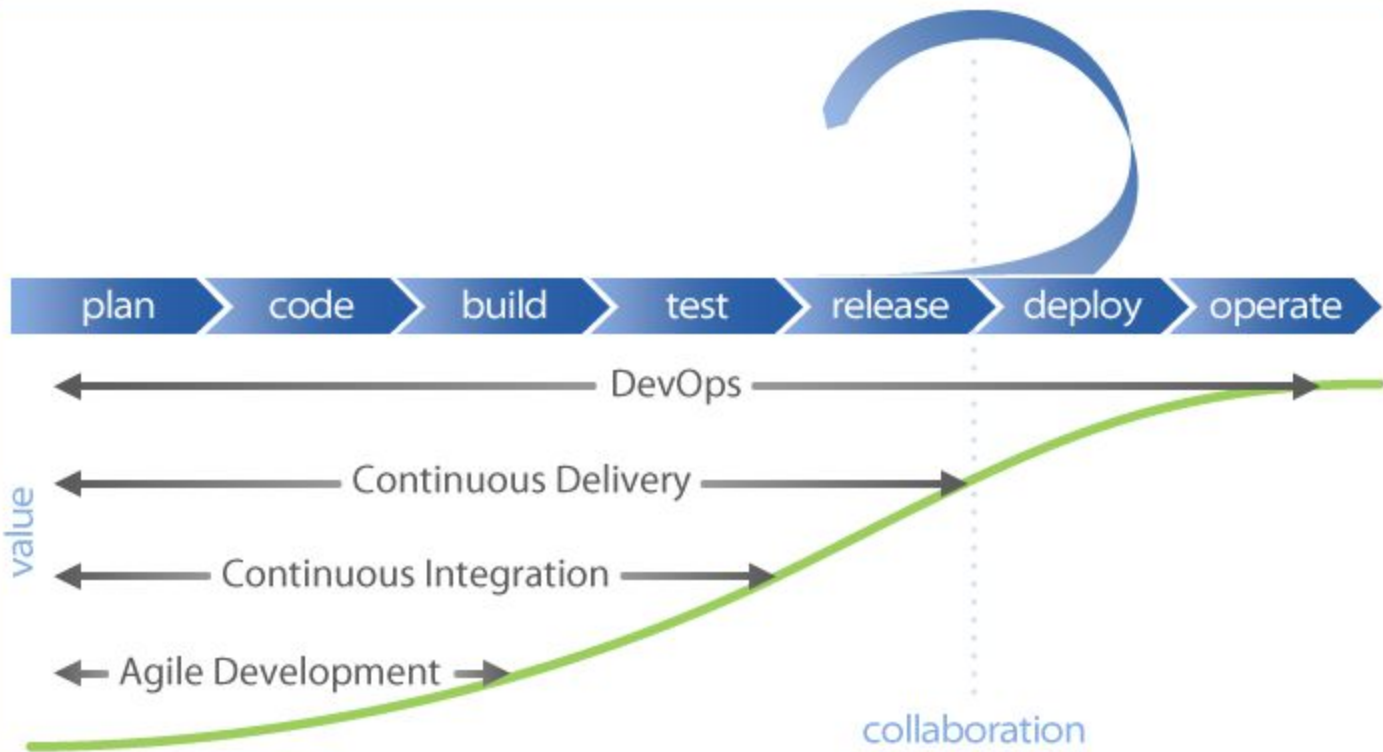 plan code build test release deploy operate
DevOps
Continuous Delivery
value
Continuous Integration
Agile Development
collaboration